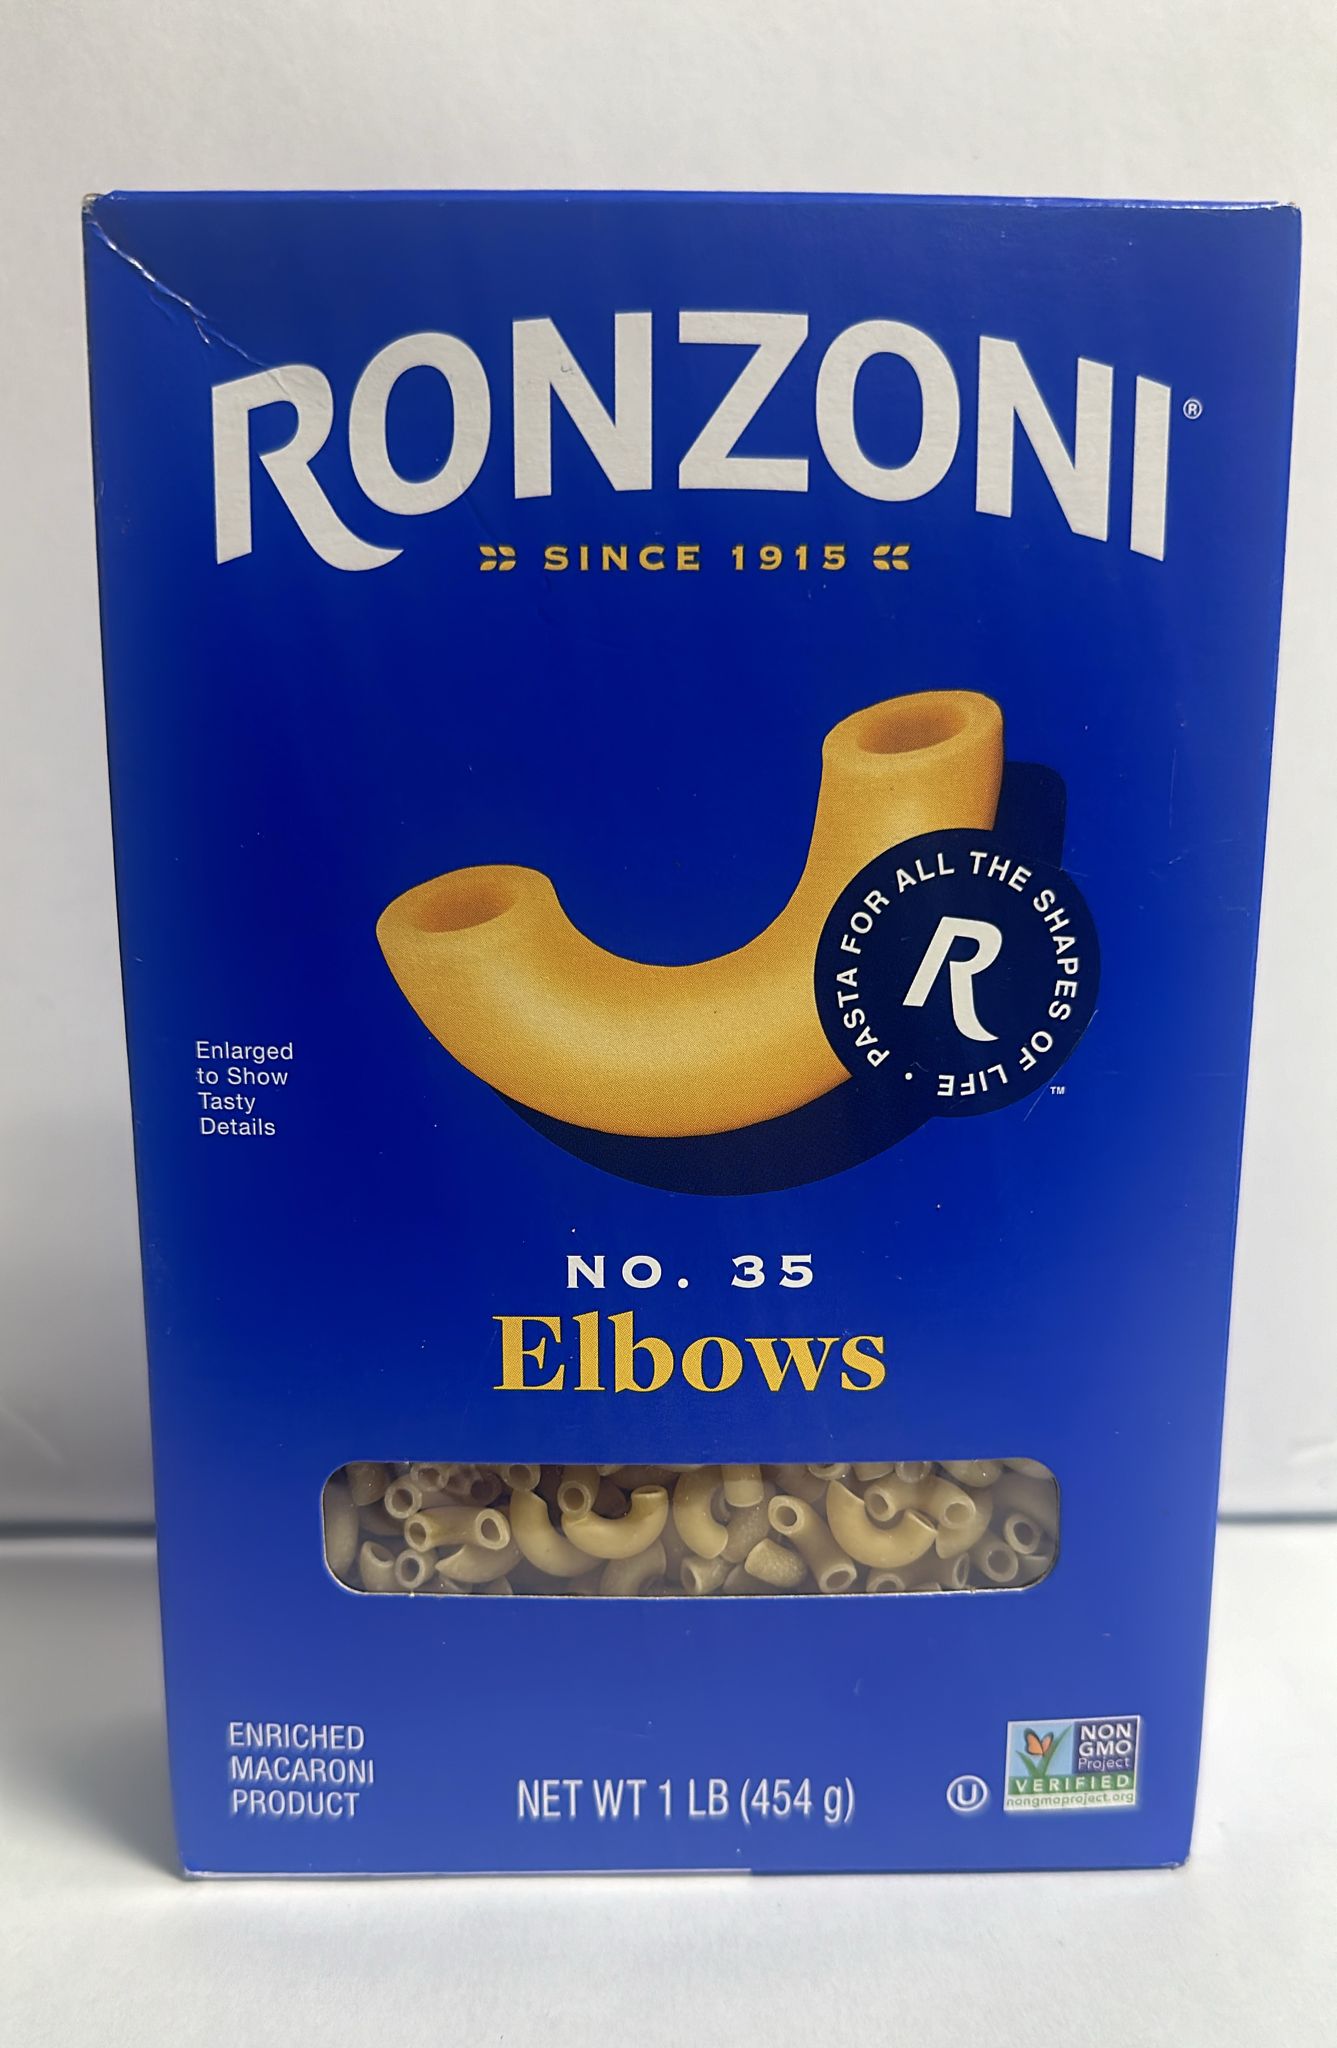 RONZONI®
SINCE 1915
PASTA FOR ALL THE SHAPES OF LIFE •
R
™
Enlarged
to Show
Tasty
Details
NO. 35
Elbows
ENRICHED
MACARONI
PRODUCT
NET WT 1 LB (454 g)
U
NON
GMO
Project
VERIFIED
nongmoproject.org